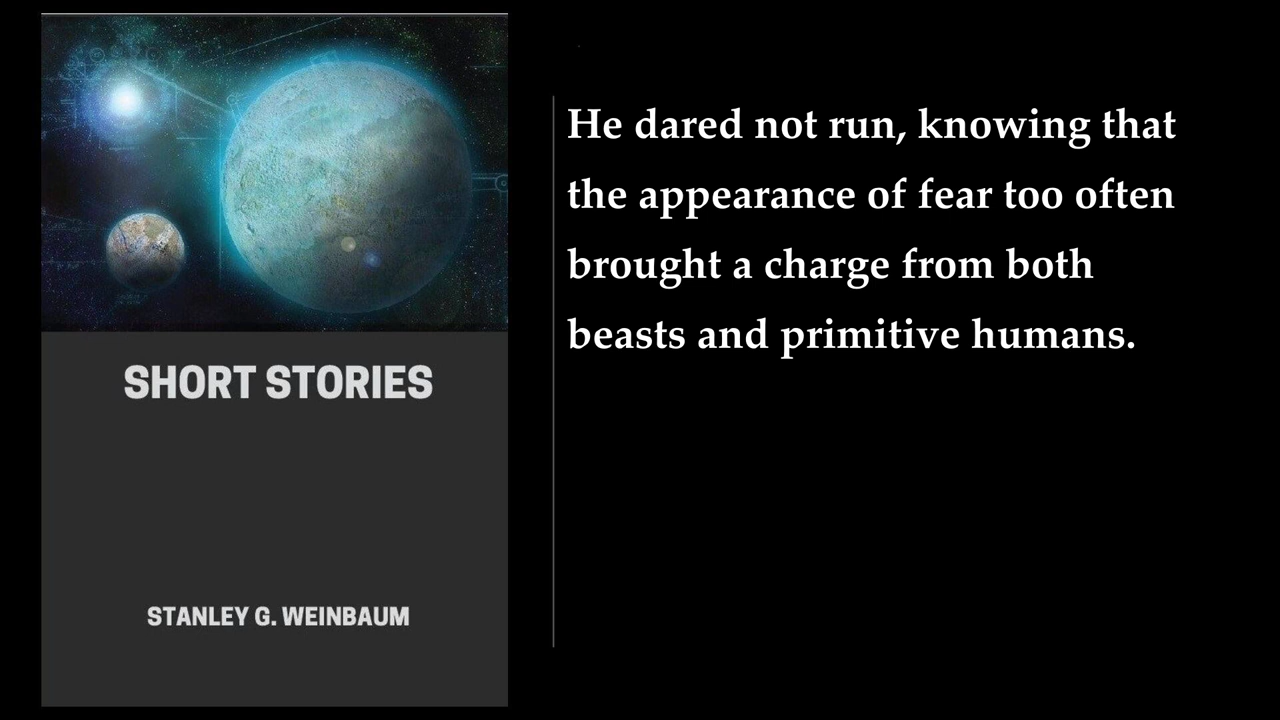 SHORT STORIES
STANLEY G. WEINBAUM
He dared not run, knowing that
the appearance of fear too often
brought a charge from both
beasts and primitive humans.